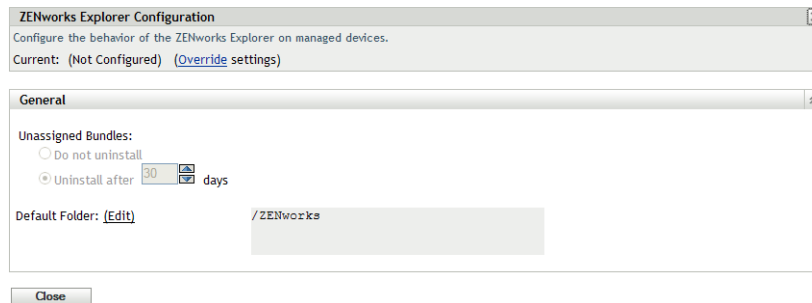 ZENworks Explorer Configuration
Configure the behavior of the ZENworks Explorer on managed devices.
Current: (Not Configured) (Override settings)
General
Unassigned Bundles:
Do not uninstall
Uninstall after 30 days
Default Folder: (Edit) /ZENworks
Close